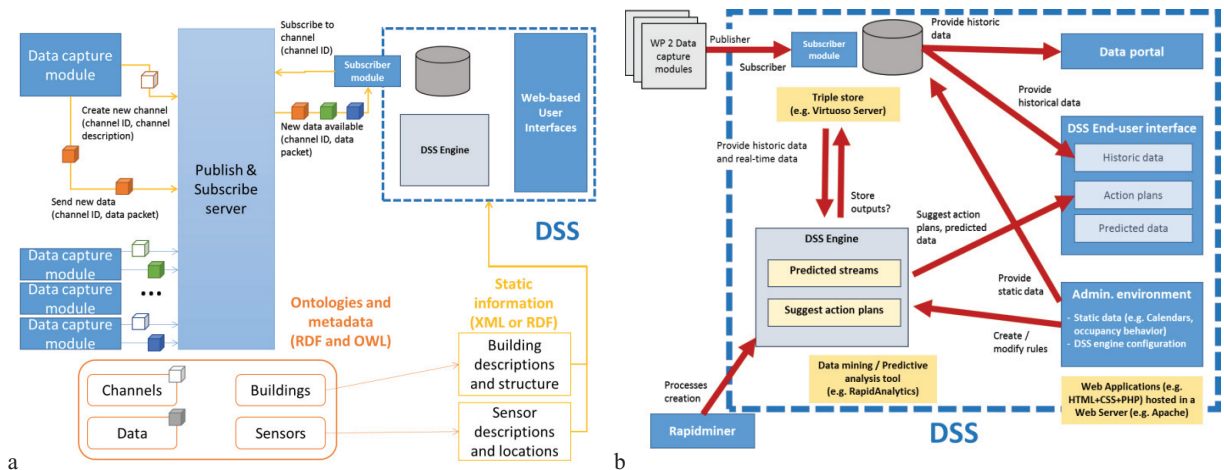 Data capture
module
Create new channel
(channel ID, channel
description)
Send new data
(channel ID, data packet)
Publish &
Subscribe
server
Subscribe to
channel
(channel ID)
Subscriber
module
New data available
(channel ID, data
packet)
DSS Engine
Web-based
User
Interfaces
DSS
Data capture
module
Data capture
module
Data capture
module
...
Ontologies and
metadata
(RDF and OWL)
Static
information
(XML or RDF)
Channels
Buildings
Data
Sensors
Building
descriptions
and structure
Sensor
descriptions
and locations
a
WP 2 Data
capture
modules
Publisher
Subscriber
Subscriber
module
Provide historic
data
Data portal
Triple store
(e.g. Virtuoso Server)
Provide
historical data
DSS End-user interface
Historic data
Action plans
Predicted data
Provide historic data
and real-time data
Store
outputs?
Suggest action
plans, predicted
data
DSS Engine
Predicted streams
Suggest action plans
Provide
static data
Admin. environment
- Static data (e.g. Calendars,
occupancy behavior)
- DSS engine configuration
Create /
modify rules
Data mining / Predictive
analysis tool
(e.g. RapidAnalytics)
Web Applications (e.g.
HTML+CSS+PHP) hosted in
a Web Server (e.g. Apache)
Processes
creation
Rapidminer
DSS
b